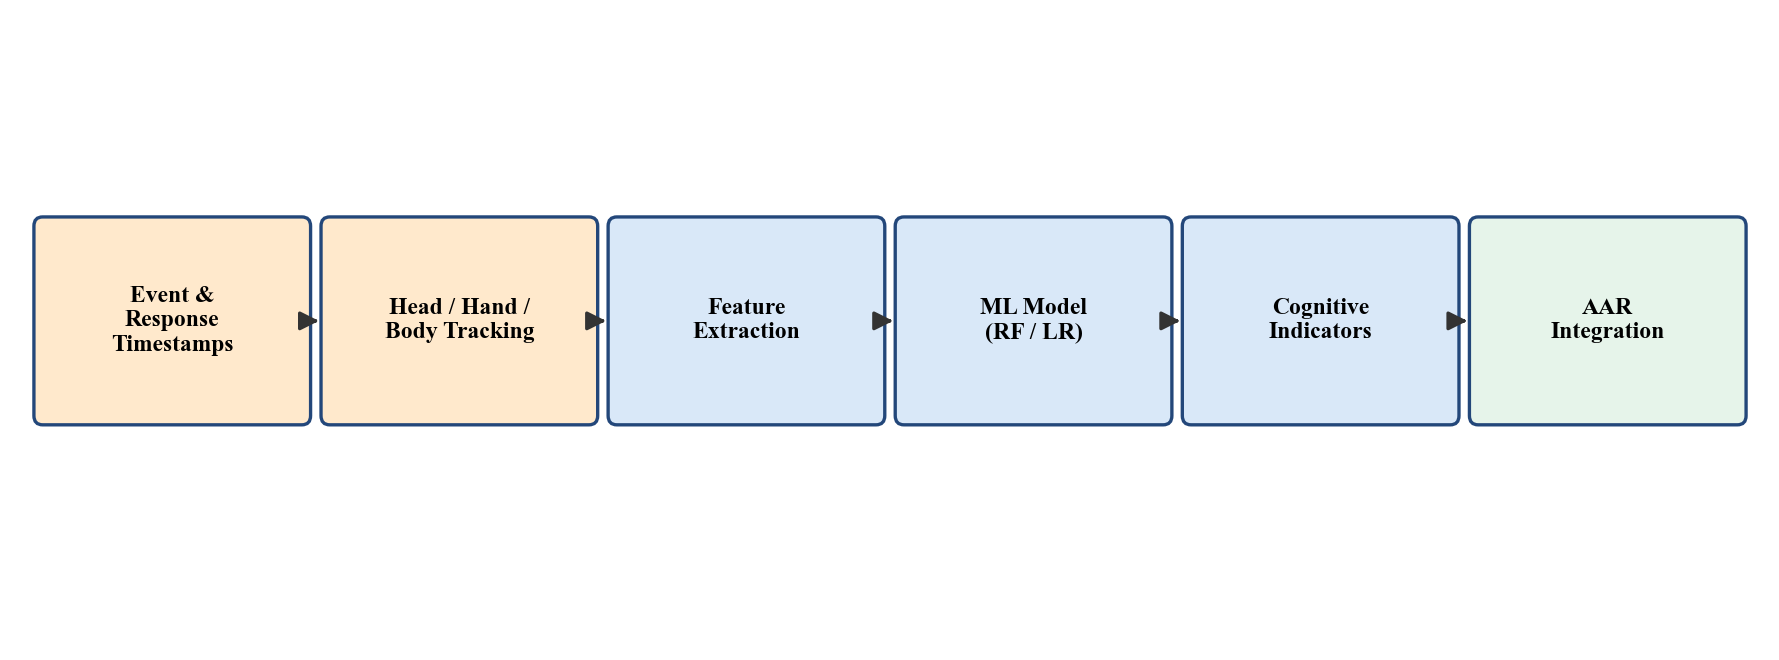 Event &
Response
Timestamps
Head / Hand /
Body Tracking
Feature
Extraction
ML Model
(RF / LR)
Cognitive
Indicators
AAR
Integration